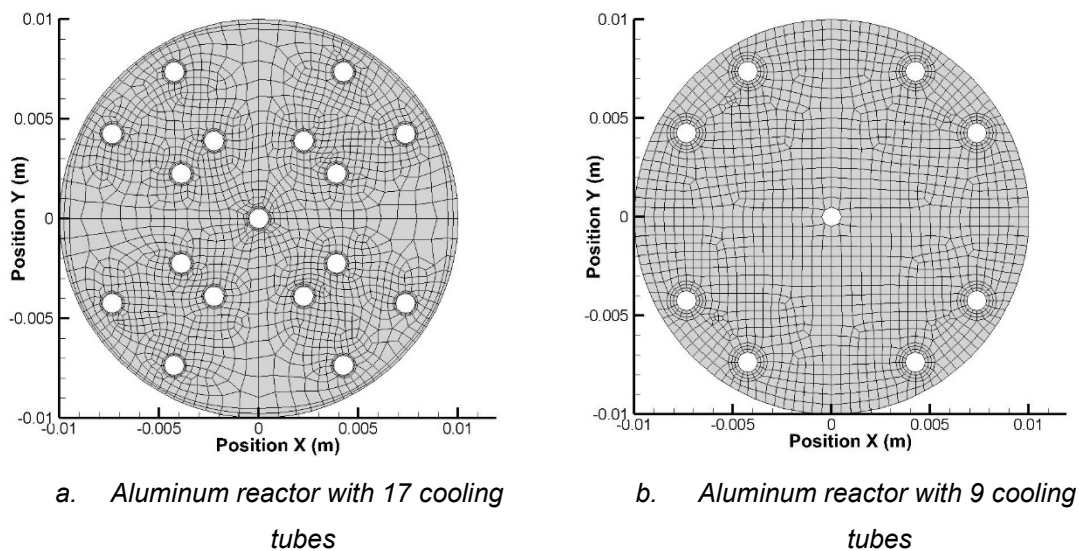 0.01
0.005
0
-0.005
-0.01
Position Y (m)
-0.01
-0.005
0
0.005
0.01
Position X (m)
a. Aluminum reactor with 17 cooling
tubes
0.01
0.005
0
-0.005
-0.01
Position Y (m)
-0.01
-0.005
0
0.005
0.01
Position X (m)
b. Aluminum reactor with 9 cooling
tubes